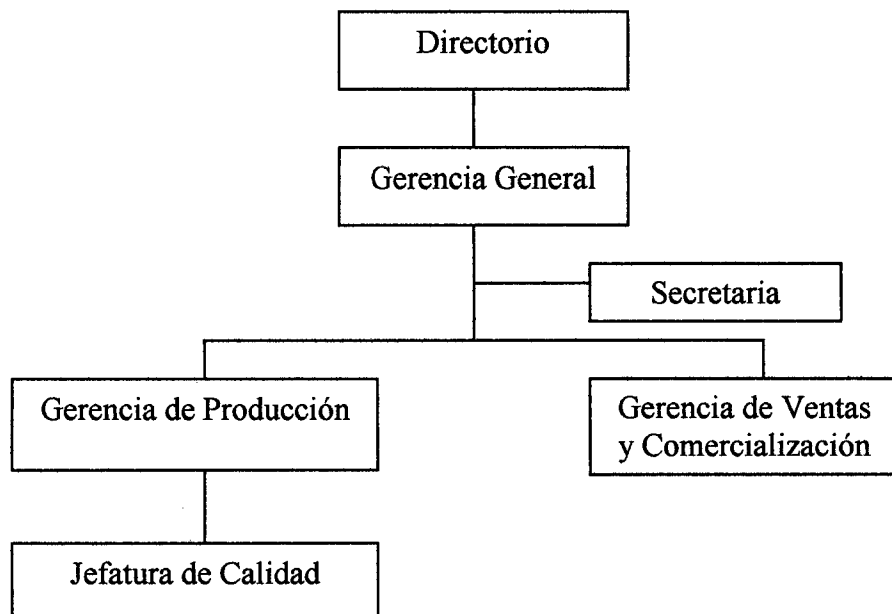 Directorio
Gerencia General
Secretaria
Gerencia de Producción
Gerencia de Ventas
y Comercialización
Jefatura de Calidad